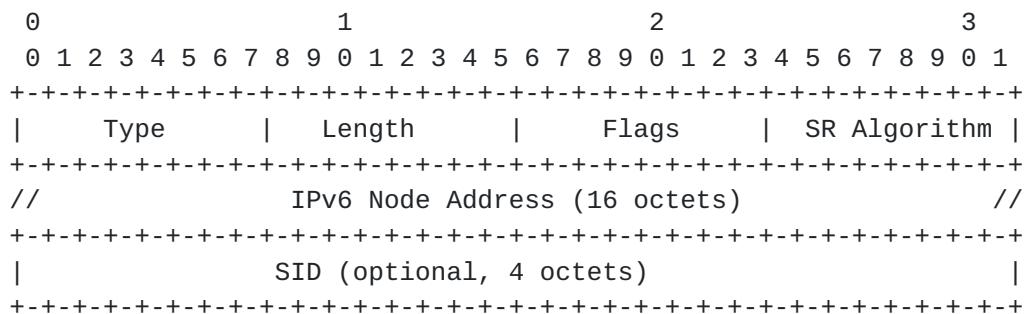 0                   1                   2                   3
 0 1 2 3 4 5 6 7 8 9 0 1 2 3 4 5 6 7 8 9 0 1 2 3 4 5 6 7 8 9 0 1
+-+-+-+-+-+-+-+-+-+-+-+-+-+-+-+-+-+-+-+-+-+-+-+-+-+-+-+-+-+-+-+-+
|     Type      |   Length      |     Flags     |  SR Algorithm |
+-+-+-+-+-+-+-+-+-+-+-+-+-+-+-+-+-+-+-+-+-+-+-+-+-+-+-+-+-+-+-+-+
//                IPv6 Node Address (16 octets)                //
+-+-+-+-+-+-+-+-+-+-+-+-+-+-+-+-+-+-+-+-+-+-+-+-+-+-+-+-+-+-+-+-+
|                SID (optional, 4 octets)                       |
+-+-+-+-+-+-+-+-+-+-+-+-+-+-+-+-+-+-+-+-+-+-+-+-+-+-+-+-+-+-+-+-+